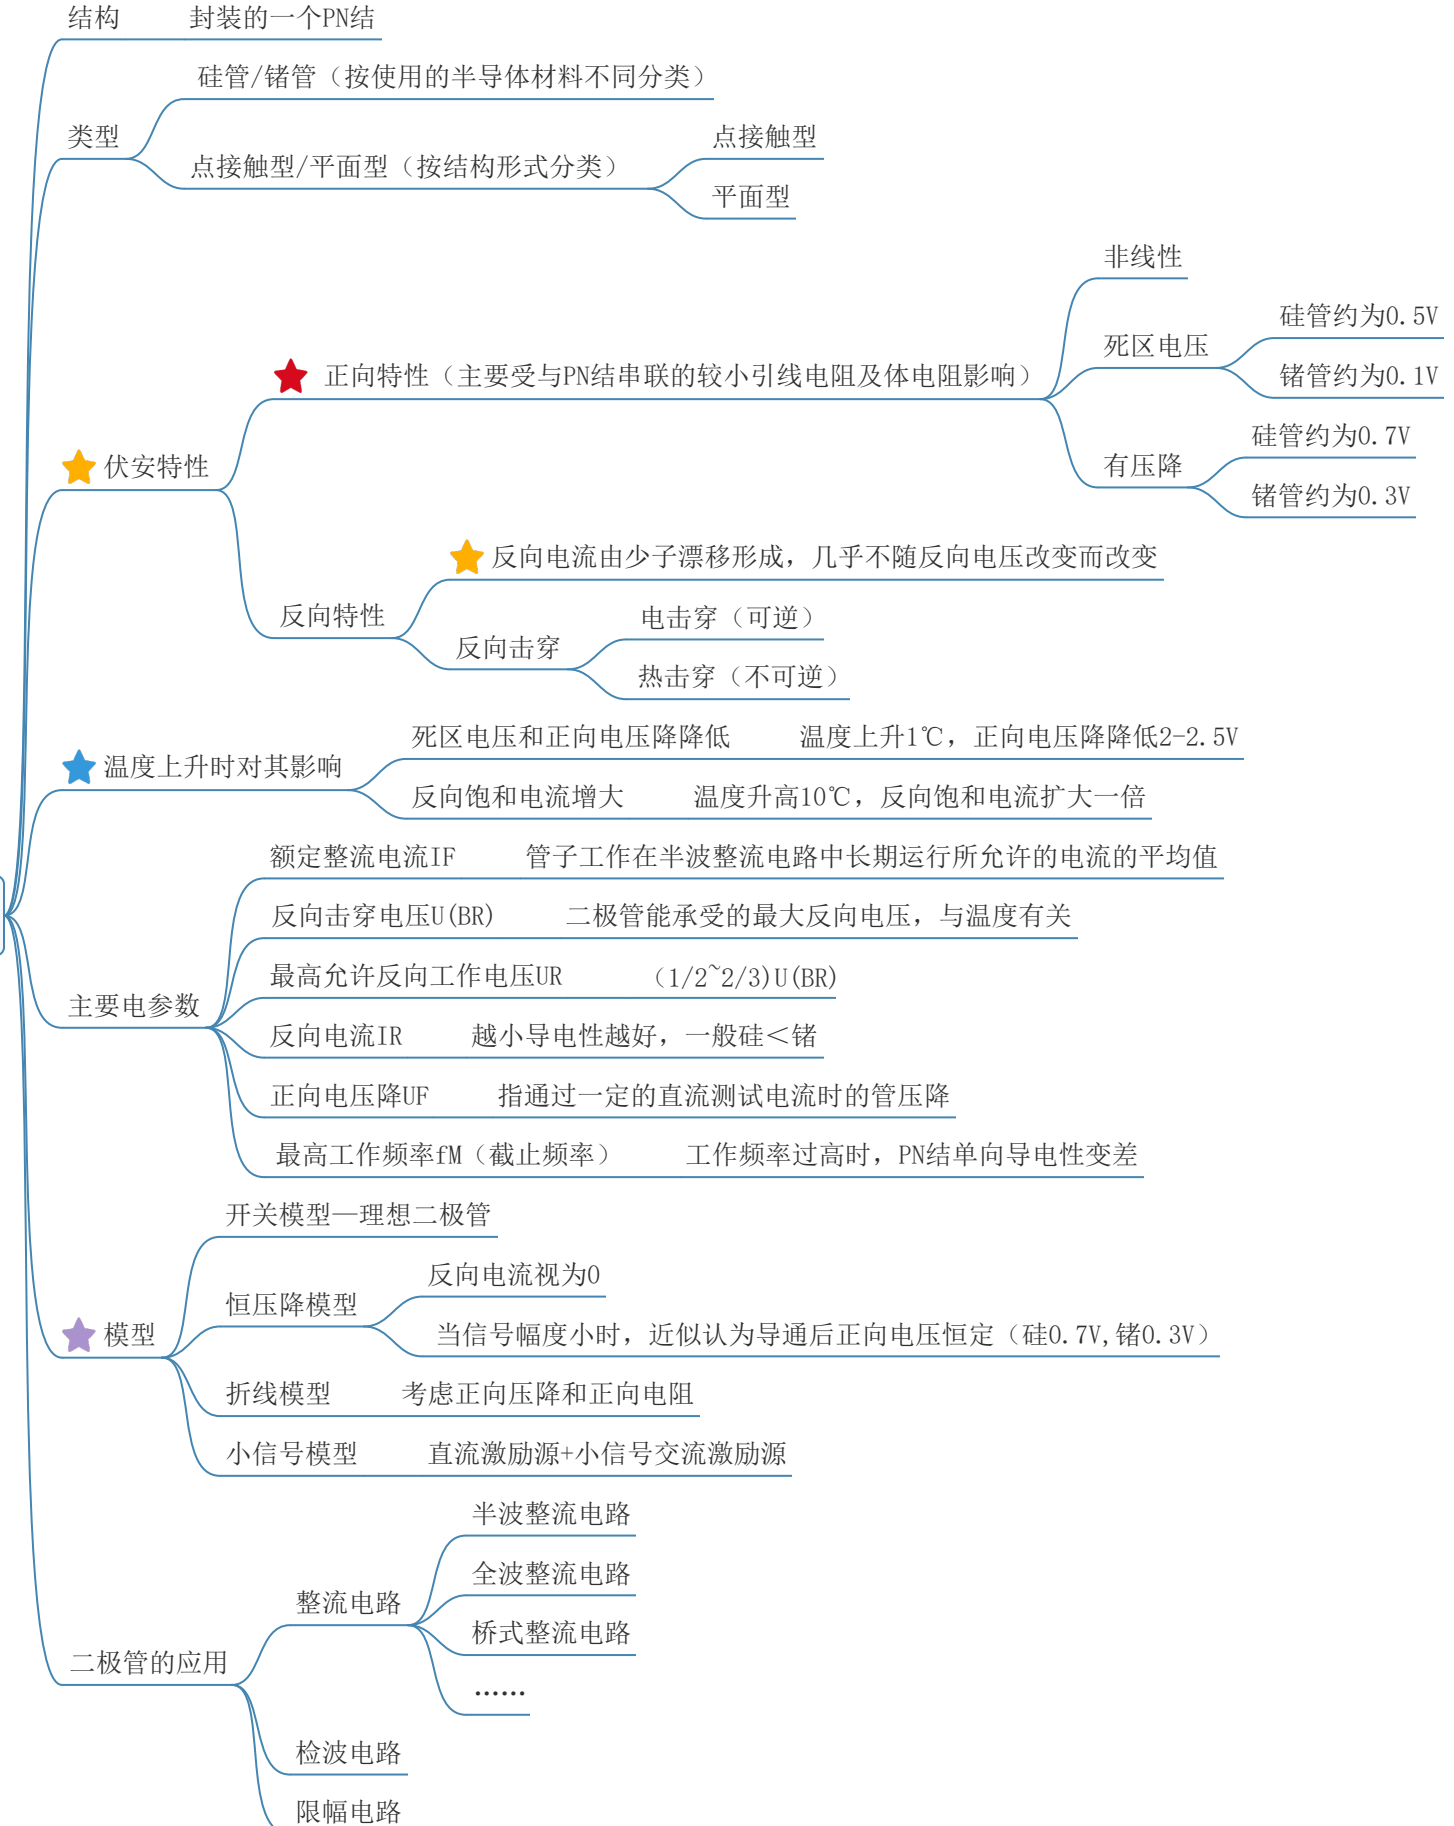 结构 封装的一个PN结
硅管/锗管（按使用的半导体材料不同分类）
类型
点接触型
点接触型/平面型（按结构形式分类）
平面型
非线性
硅管约为0.5V
死区电压
正向特性（主要受与PN结串联的较小引线电阻及体电阻影响）
锗管约为0.1V
硅管约为0.7V
伏安特性
有压降
锗管约为0.3V
反向电流由少子漂移形成，几乎不随反向电压改变而改变
反向特性
电击穿（可逆）
反向击穿
热击穿（不可逆）
死区电压和正向电压降降低 温度上升1℃，正向电压降降低2-2.5V
温度上升时对其影响
反向饱和电流增大 温度升高10℃，反向饱和电流扩大一倍
额定整流电流IF 管子工作在半波整流电路中长期运行所允许的电流的平均值
反向击穿电压U(BR) 二极管能承受的最大反向电压，与温度有关
最高允许反向工作电压UR （1/2~2/3)U(BR)
主要电参数
反向电流IR 越小导电性越好，一般硅＜锗
正向电压降UF 指通过一定的直流测试电流时的管压降
最高工作频率fM（截止频率） 工作频率过高时，PN结单向导电性变差
开关模型—理想二极管
反向电流视为0
恒压降模型
模型
当信号幅度小时，近似认为导通后正向电压恒定（硅0.7V,锗0.3V）
折线模型 考虑正向压降和正向电阻
小信号模型 直流激励源+小信号交流激励源
半波整流电路
全波整流电路
整流电路
桥式整流电路
二极管的应用
……
检波电路
限幅电路